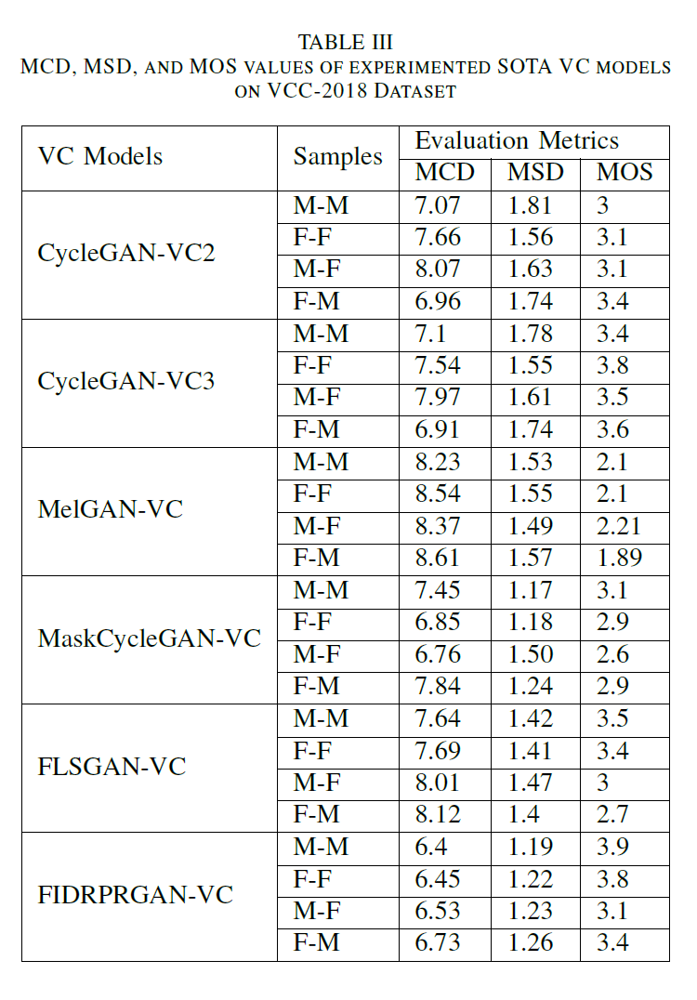 TABLE III
MCD, MSD, AND MOS VALUES OF EXPERIMENTED SOTA VC MODELS
ON VCC-2018 DATASET
VC Models Samples Evaluation Metrics
MCD MSD MOS
CycleGAN-VC2
M-M 7.07 1.81 3
F-F 7.66 1.56 3.1
M-F 8.07 1.63 3.1
F-M 6.96 1.74 3.4
CycleGAN-VC3
M-M 7.1 1.78 3.4
F-F 7.54 1.55 3.8
M-F 7.97 1.61 3.5
F-M 6.91 1.74 3.6
MelGAN-VC
M-M 8.23 1.53 2.1
F-F 8.54 1.55 2.1
M-F 8.37 1.49 2.21
F-M 8.61 1.57 1.89
MaskCycleGAN-VC
M-M 7.45 1.17 3.1
F-F 6.85 1.18 2.9
M-F 6.76 1.50 2.6
F-M 7.84 1.24 2.9
FLSGAN-VC
M-M 7.64 1.42 3.5
F-F 7.69 1.41 3.4
M-F 8.01 1.47 3
F-M 8.12 1.4 2.7
FIDRPRGAN-VC
M-M 6.4 1.19 3.9
F-F 6.45 1.22 3.8
M-F 6.53 1.23 3.1
F-M 6.73 1.26 3.4